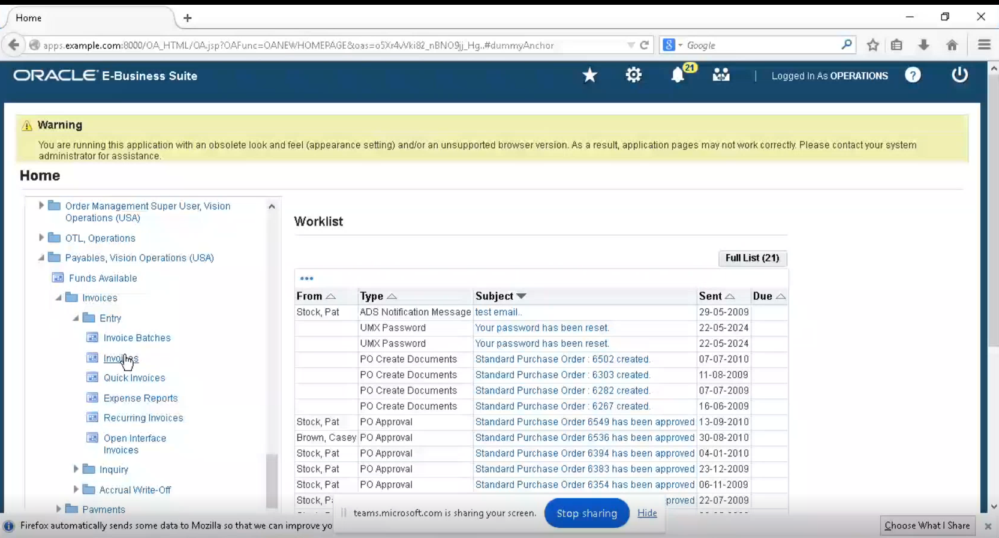 Home
apps.example.com:8000/OA_HTML/OA.jsp?OAFunc=OANEWHOMEPAGE&oas=o5Xr4vVki82_nBNO9jj_Hg..#dummyAnchor
8 Google
ORACLE E-Business Suite
21
Logged In As OPERATIONS ?
Warning
You are running this application with an obsolete look and feel (appearance setting) and/or an unsupported browser version. As a result, application pages may not work correctly. Please contact your system
administrator for assistance.
Home
Order Management Super User, Vision
Operations (USA)
OTL, Operations
Payables, Vision Operations (USA)
Funds Available
Invoices
Entry
Invoice Batches
Invoices
Quick Invoices
Expense Reports
Recurring Invoices
Open Interface
Invoices
Inquiry
Accrual Write-Off
Payments
Worklist
Full List (21)
From Type Subject Sent Due
Stock, Pat ADS Notification Message test email.. 29-05-2009
UMX Password Your password has been reset. 22-05-2024
UMX Password Your password has been reset. 22-05-2024
PO Create Documents Standard Purchase Order : 6502 created. 07-07-2010
PO Create Documents Standard Purchase Order : 6303 created. 11-08-2009
PO Create Documents Standard Purchase Order : 6282 created. 07-07-2009
PO Create Documents Standard Purchase Order : 6267 created. 16-06-2009
Stock, Pat PO Approval Standard Purchase Order 6549 has been approved 13-09-2010
Brown, Casey PO Approval Standard Purchase Order 6536 has been approved 30-08-2010
Stock, Pat PO Approval Standard Purchase Order 6394 has been approved 04-01-2010
Stock, Pat PO Approval Standard Purchase Order 6383 has been approved 23-12-2009
Stock, Pat PO Approval Standard Purchase Order 6354 has been approved 06-11-2009
Stock, Pa proved 22-07-2009
teams.microsoft.com is sharing your screen. Stop sharing Hide
Firefox automatically sends some data to Mozilla so that we can improve yo
Choose What I Share